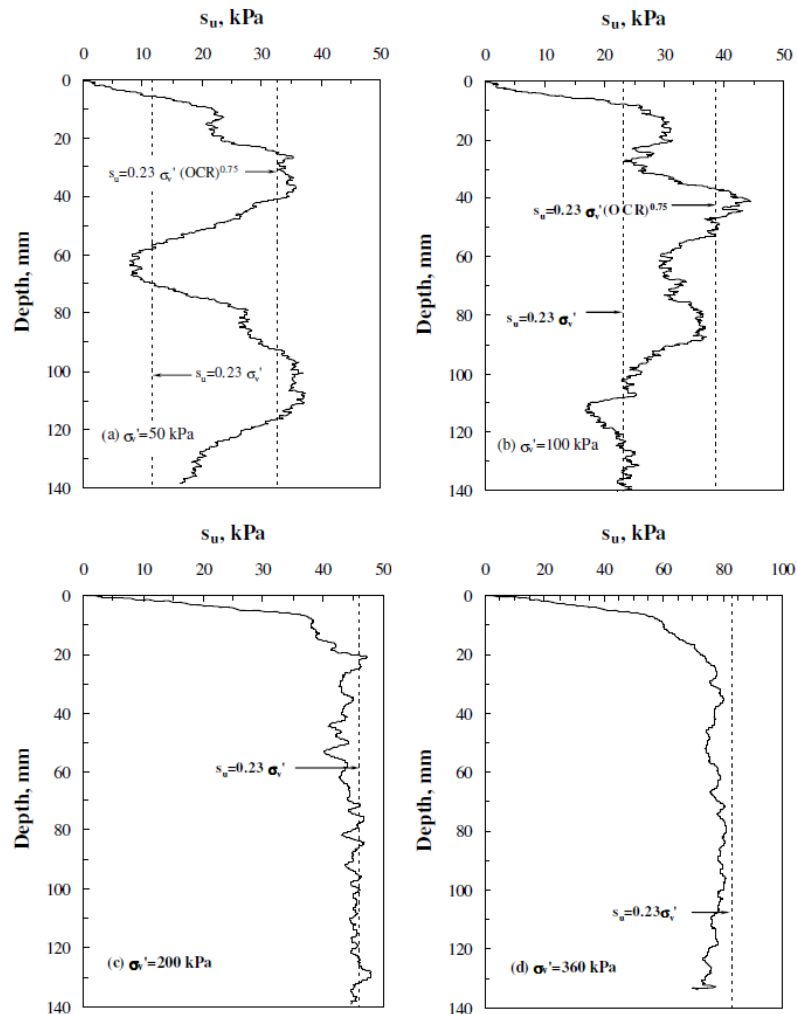 s_u, kPa
0 10 20 30 40 50
0
20
40
60
80
100
120
140
Depth, mm
s_u=0.23 σ_v' (OCR)^0.75
s_u=0.23 σ_v'
(a) σ_v'=50 kPa
s_u, kPa
0 10 20 30 40 50
0
20
40
60
80
100
120
140
Depth, mm
s_u=0.23 σ_v'(OCR)^0.75
s_u=0.23 σ_v'
(b) σ_v'=100 kPa
s_u, kPa
0 10 20 30 40 50
0
20
40
60
80
100
120
140
Depth, mm
s_u=0.23 σ_v'
(c) σ_v'=200 kPa
s_u, kPa
0 20 40 60 80 100
0
20
40
60
80
100
120
140
Depth, mm
s_u=0.23σ_v'
(d) σ_v'=360 kPa